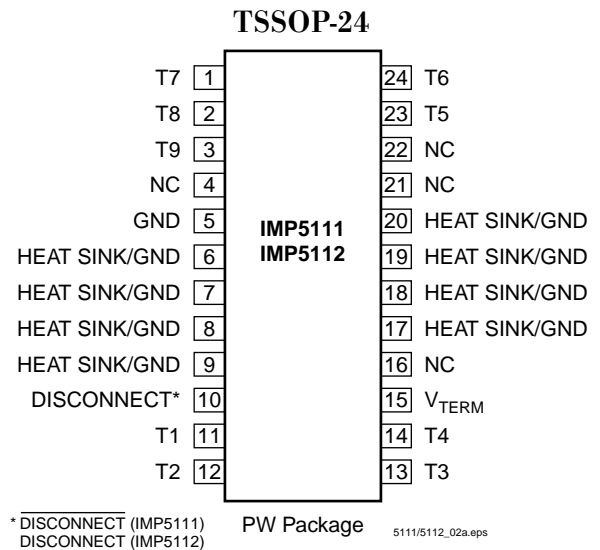 TSSOP-24
T7 1 24 T6
T8 2 23 T5
T9 3 22 NC
NC 4 21 NC
GND 5 20 HEAT SINK/GND
IMP5111
IMP5112
HEAT SINK/GND 6 19 HEAT SINK/GND
HEAT SINK/GND 7 18 HEAT SINK/GND
HEAT SINK/GND 8 17 HEAT SINK/GND
HEAT SINK/GND 9 16 NC
DISCONNECT* 10 15 VTERM
T1 11 14 T4
T2 12 13 T3
* DISCONNECT (IMP5111)
DISCONNECT (IMP5112)
PW Package
5111/5112_02a.eps